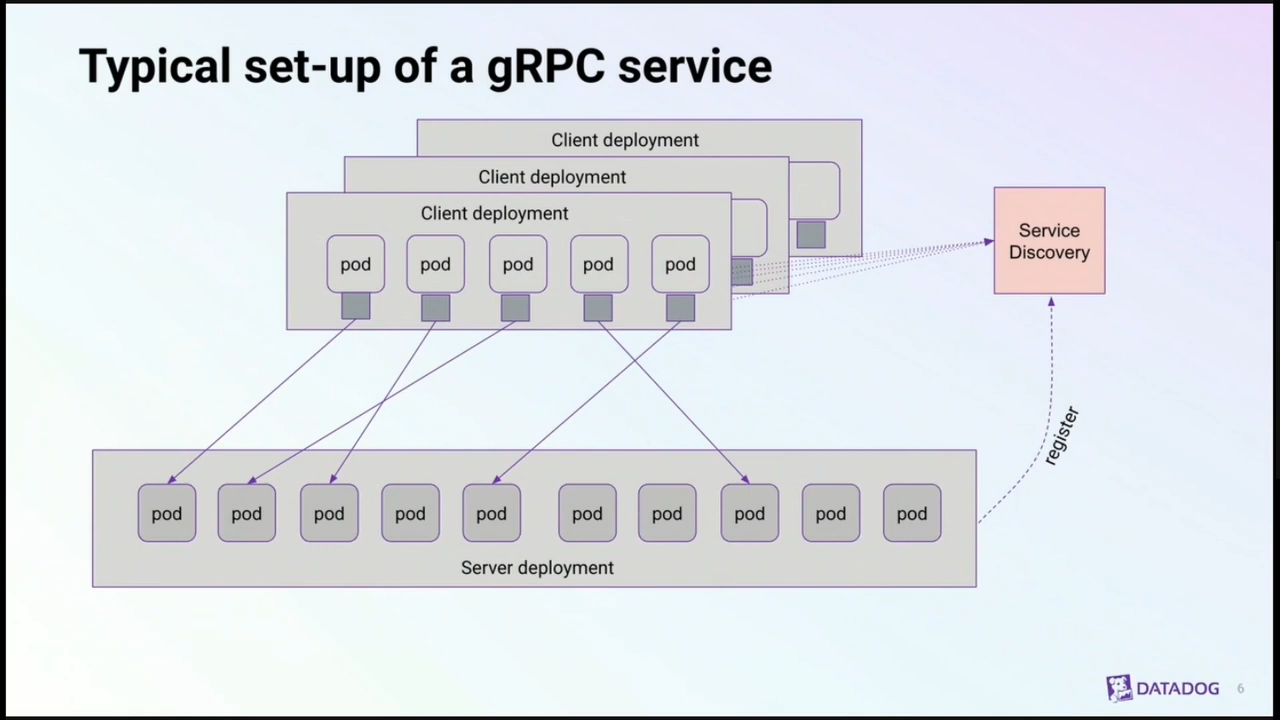 Typical set-up of a gRPC service
Client deployment
Client deployment
Client deployment
pod pod pod pod pod
Service
Discovery
register
pod pod pod pod pod pod pod pod pod pod
Server deployment
DATADOG 6